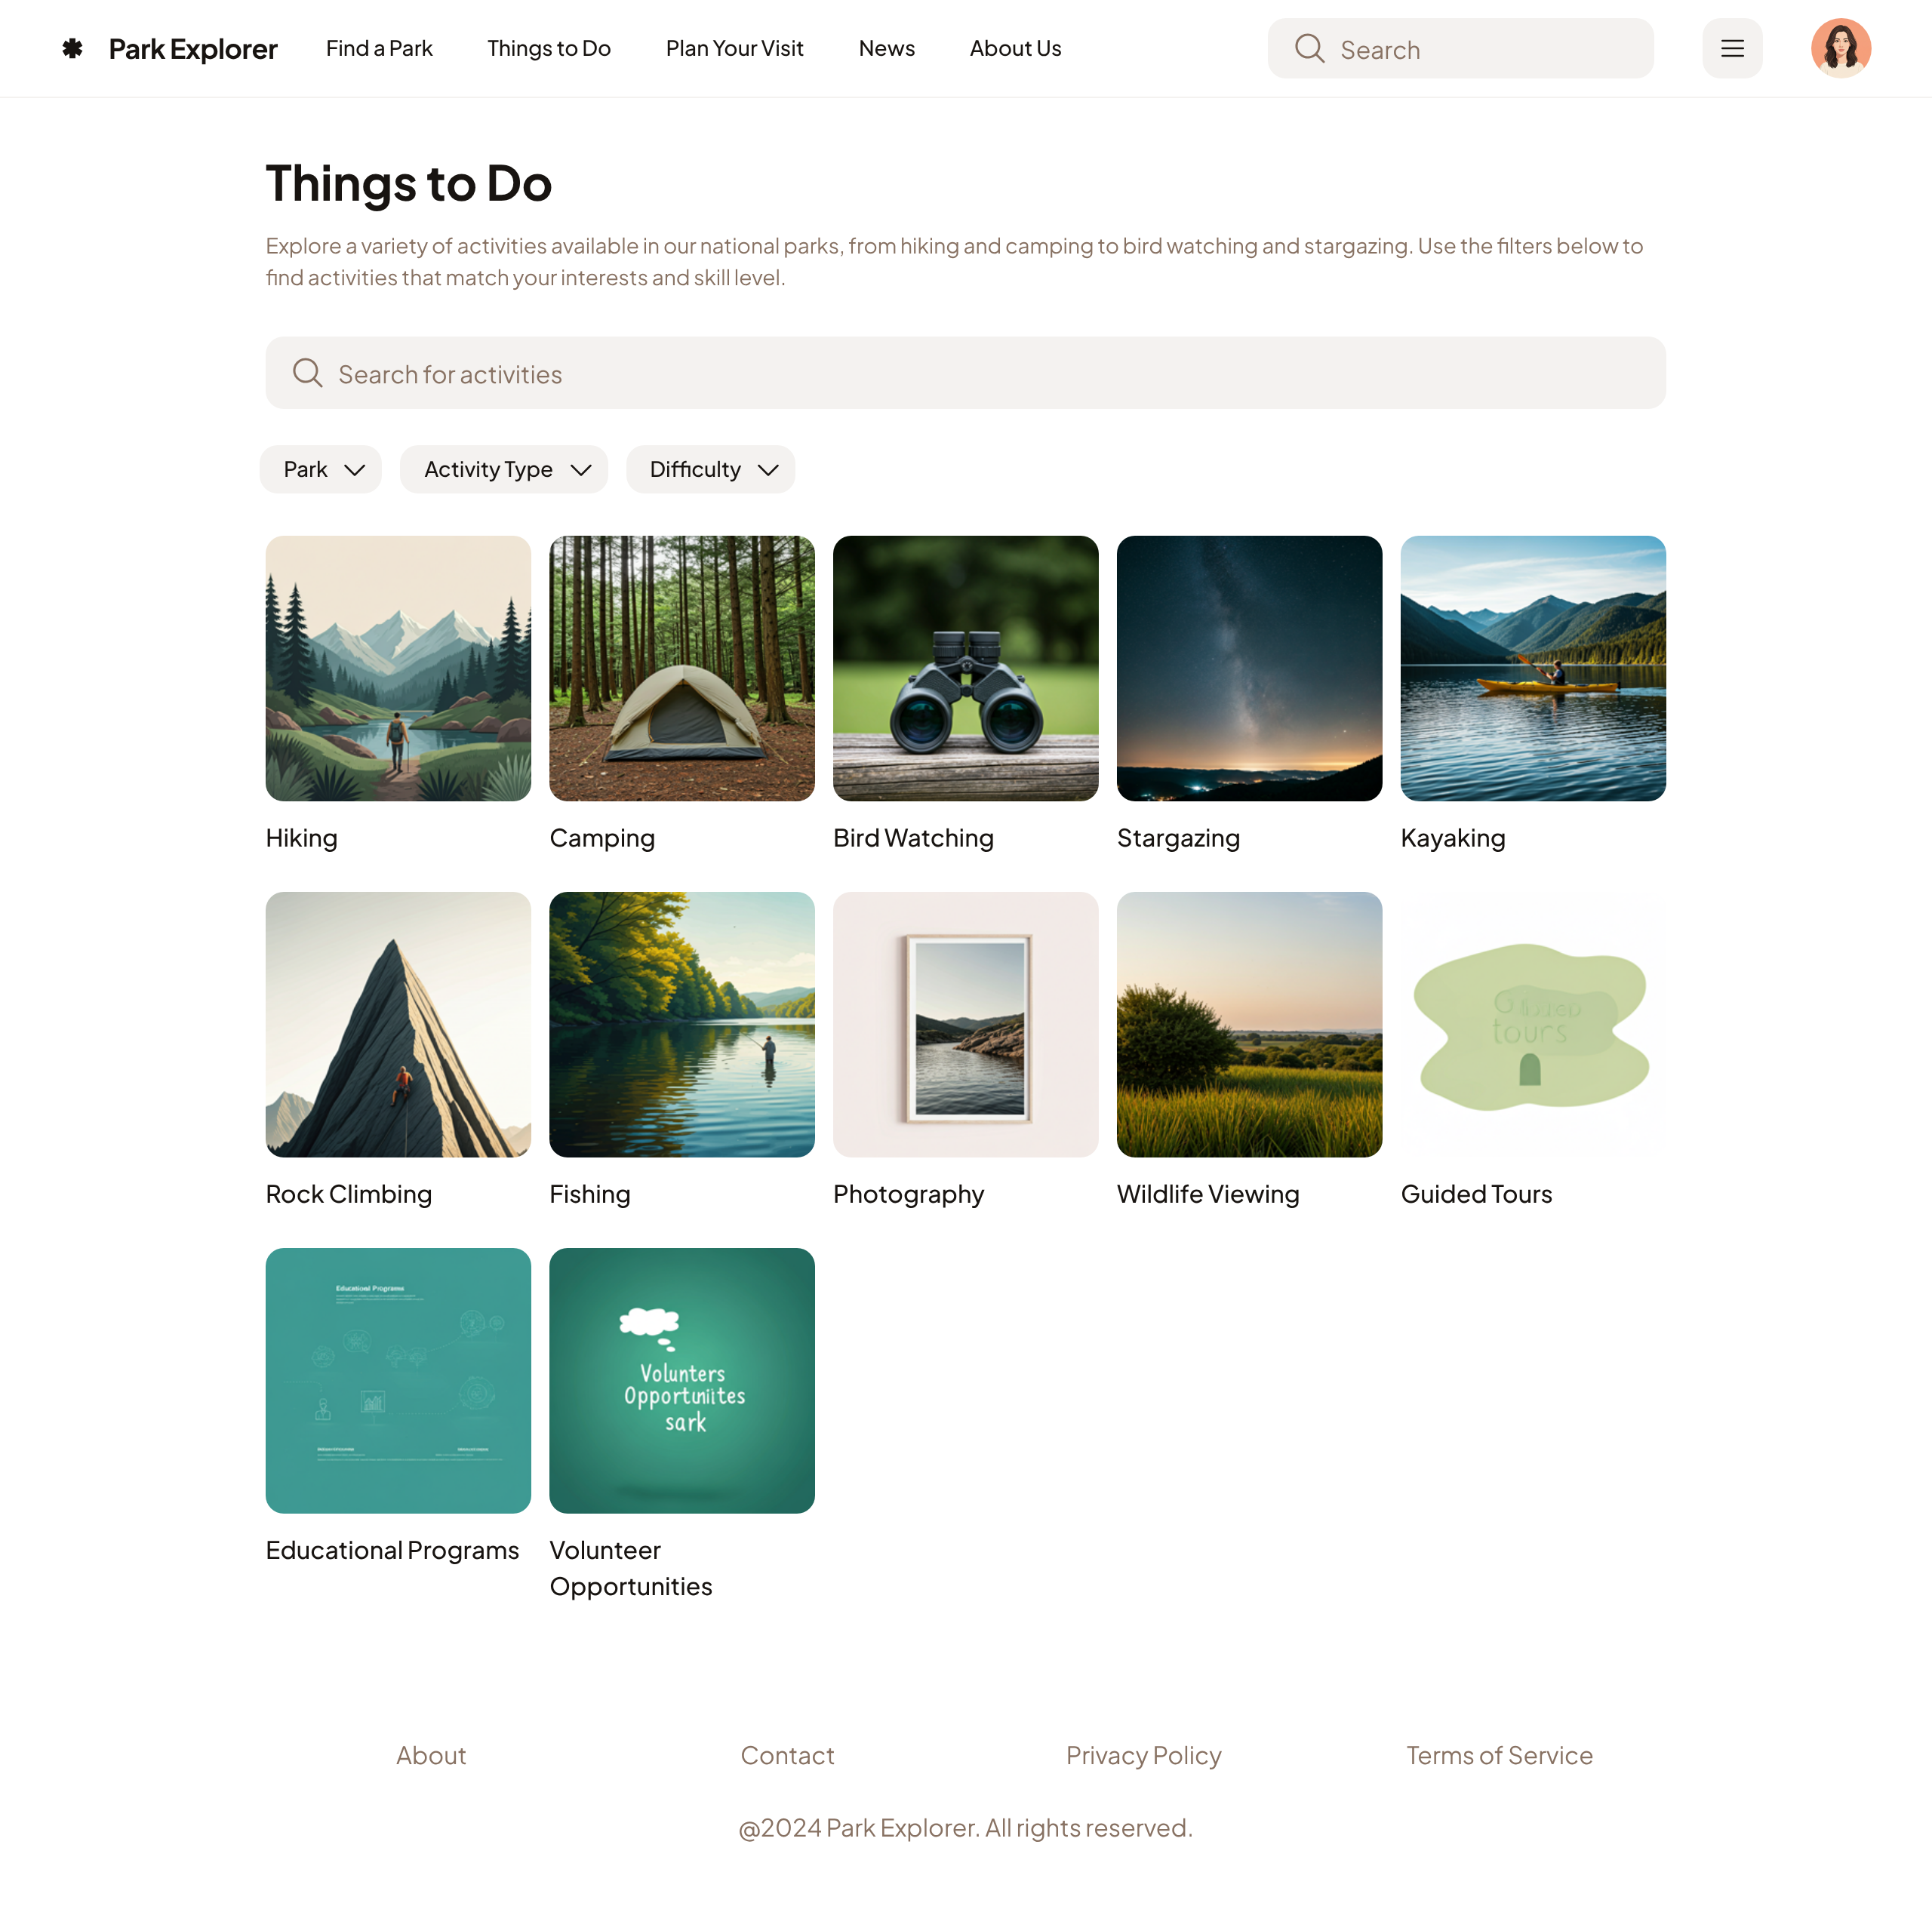 Park Explorer
Find a Park
Things to Do
Plan Your Visit
News
About Us
Search
Things to Do
Explore a variety of activities available in our national parks, from hiking and camping to bird watching and stargazing. Use the filters below to
find activities that match your interests and skill level.
Search for activities
Park
Activity Type
Difficulty
Hiking
Camping
Bird Watching
Stargazing
Kayaking
tours
Rock Climbing
Fishing
Photography
Wildlife Viewing
Guided Tours
Educational Programs
Volunters
Opportuniites
sark
Educational Programs
Volunteer
Opportunities
About
Contact
Privacy Policy
Terms of Service
@2024 Park Explorer. All rights reserved.